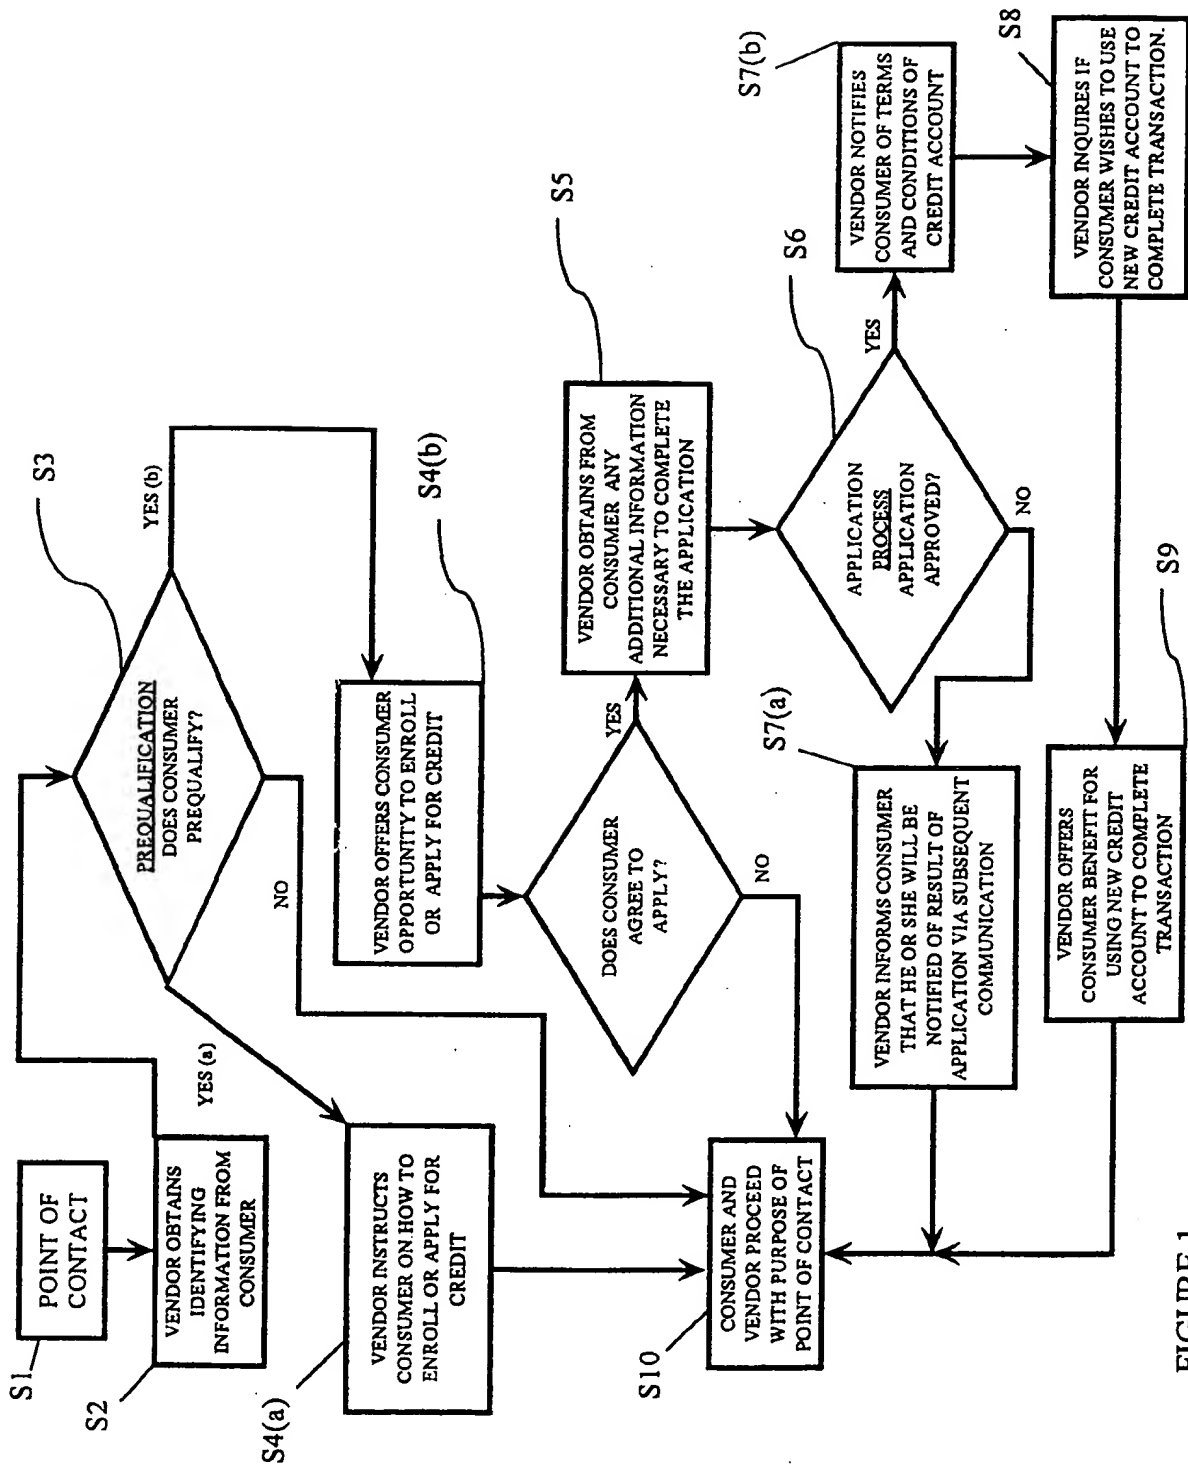 S1
POINT OF
CONTACT
S2
VENDOR OBTAINS
IDENTIFYING
INFORMATION FROM
CONSUMER
S3
PREQUALIFICATION
DOES CONSUMER
PREQUALIFY?
YES (a)
YES (b)
NO
S4(a)
VENDOR INSTRUCTS
CONSUMER ON HOW TO
ENROLL OR APPLY FOR
CREDIT
S4(b)
VENDOR OFFERS CONSUMER
OPPORTUNITY TO ENROLL
OR APPLY FOR CREDIT
DOES CONSUMER
AGREE TO
APPLY?
YES
NO
S5
VENDOR OBTAINS FROM
CONSUMER ANY
ADDITIONAL INFORMATION
NECESSARY TO COMPLETE
THE APPLICATION
S6
APPLICATION
PROCESS
APPLICATION
APPROVED?
YES
NO
S7(a)
VENDOR INFORMS CONSUMER
THAT HE OR SHE WILL BE
NOTIFIED OF RESULT OF
APPLICATION VIA SUBSEQUENT
COMMUNICATION
S7(b)
VENDOR NOTIFIES
CONSUMER OF TERMS
AND CONDITIONS OF
CREDIT ACCOUNT
S8
VENDOR INQUIRES IF
CONSUMER WISHES TO USE
NEW CREDIT ACCOUNT TO
COMPLETE TRANSACTION.
S9
VENDOR OFFERS
CONSUMER BENEFIT FOR
USING NEW CREDIT
ACCOUNT TO COMPLETE
TRANSACTION
S10
CONSUMER AND
VENDOR PROCEED
WITH PURPOSE OF
POINT OF CONTACT
FIGURE 1